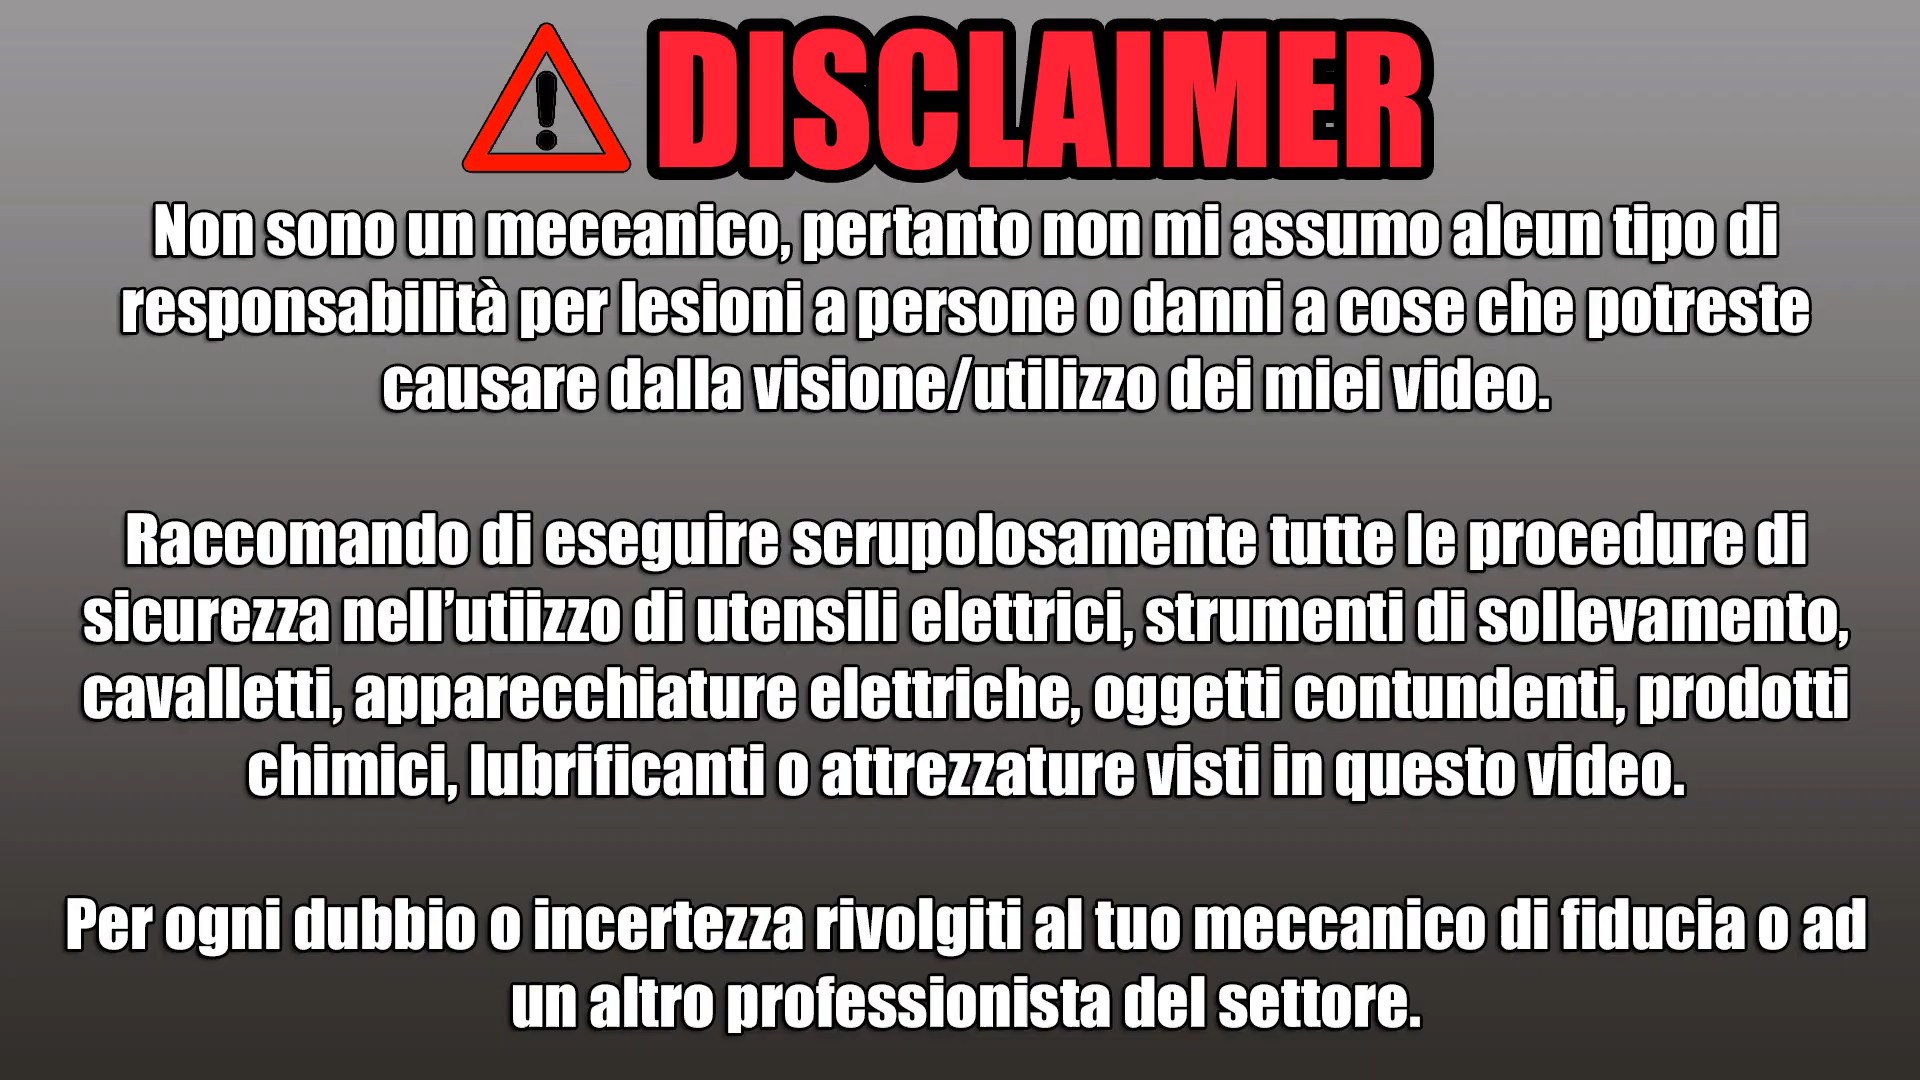 DISCLAIMER
Non sono un meccanico, pertanto non mi assumo alcun tipo di
responsabilità per lesioni a persone o danni a cose che potreste
causare dalla visione/utilizzo dei miei video.
Raccomando di eseguire scrupolosamente tutte le procedure di
sicurezza nell’utiizzo di utensili elettrici, strumenti di sollevamento,
cavalletti, apparecchiature elettriche, oggetti contundenti, prodotti
chimici, lubrificanti o attrezzature visti in questo video.
Per ogni dubbio o incertezza rivolgiti al tuo meccanico di fiducia o ad
un altro professionista del settore.